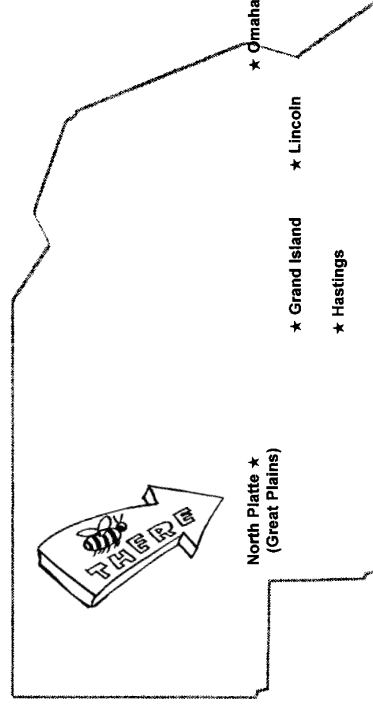 THERE
North Platte ★
(Great Plains)
★ Grand Island
★ Hastings
★ Lincoln
★ Omaha